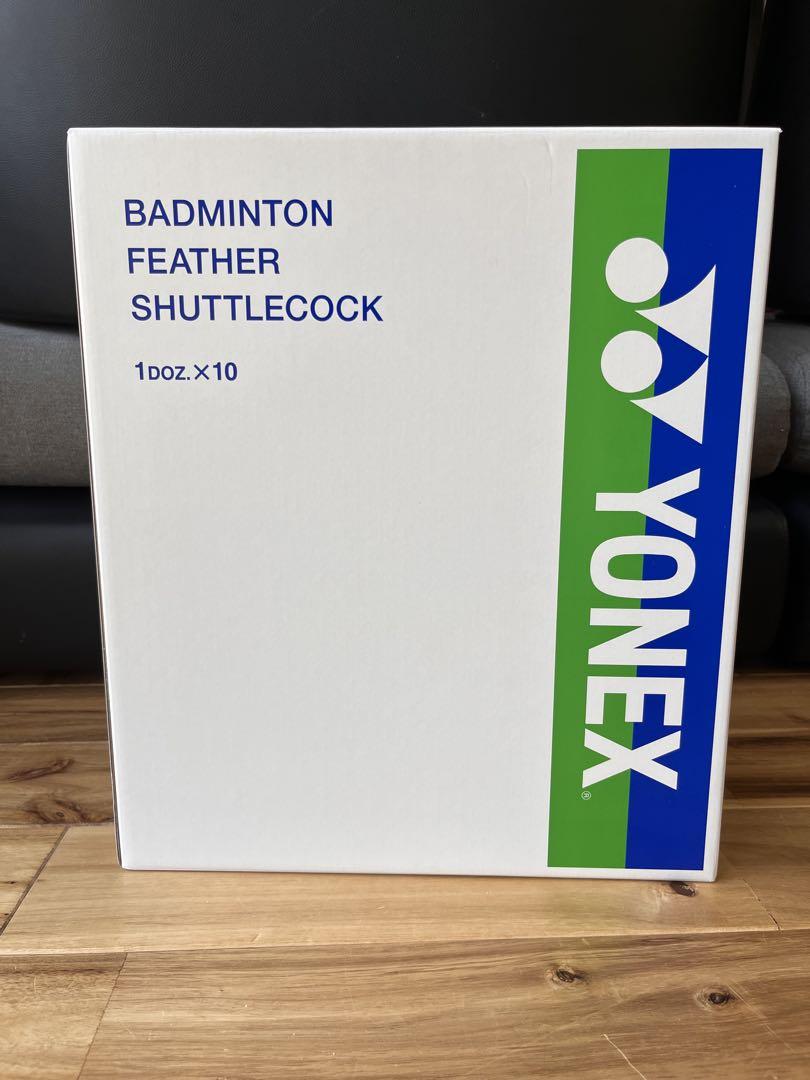 BADMINTON
FEATHER
SHUTTLECOCK
1DOZ.×10
YONEX®